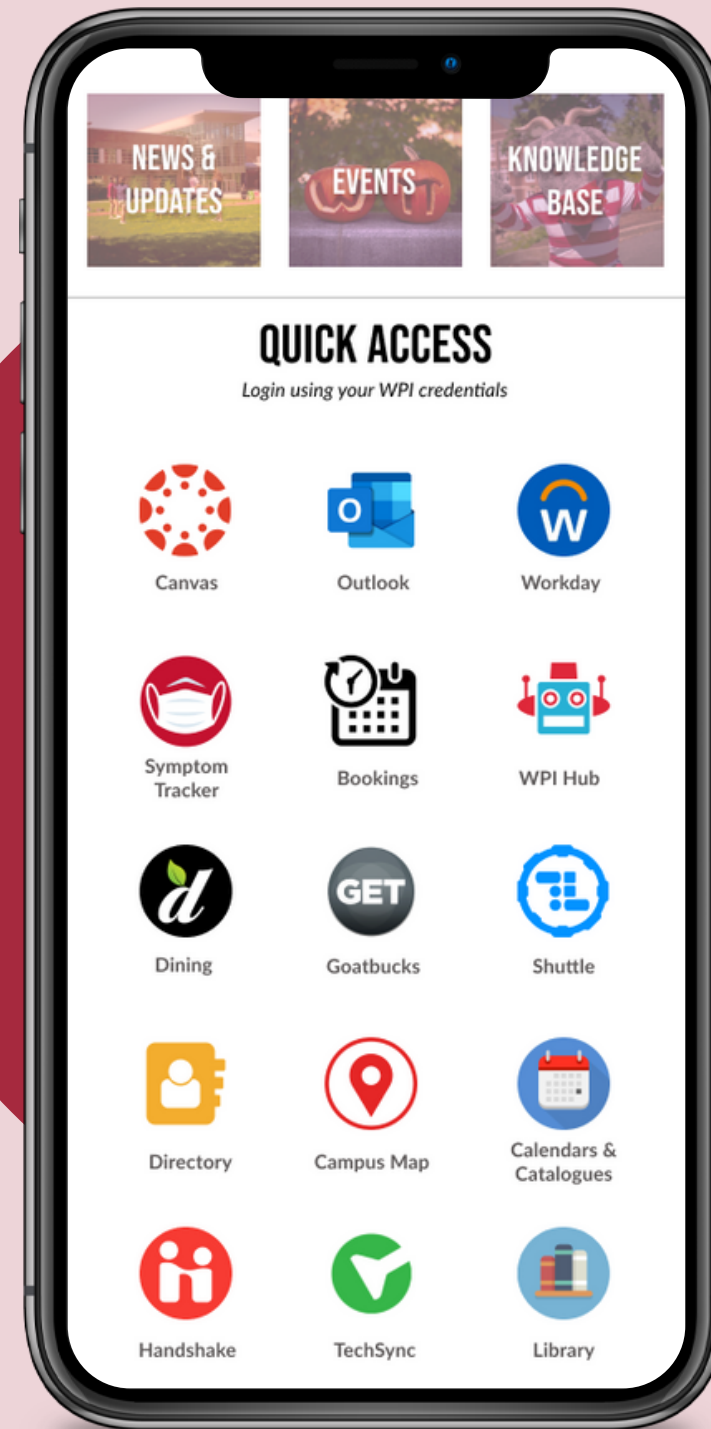 NEWS &
UPDATES
EVENTS
KNOWLEDGE
BASE
QUICK ACCESS
Login using your WPI credentials
O
W
Canvas
Outlook
Workday
Symptom
Tracker
Bookings
WPI Hub
d
GET
Dining
Goatbucks
Shuttle
Directory
Campus Map
Calendars &
Catalogues
Handshake
TechSync
Library